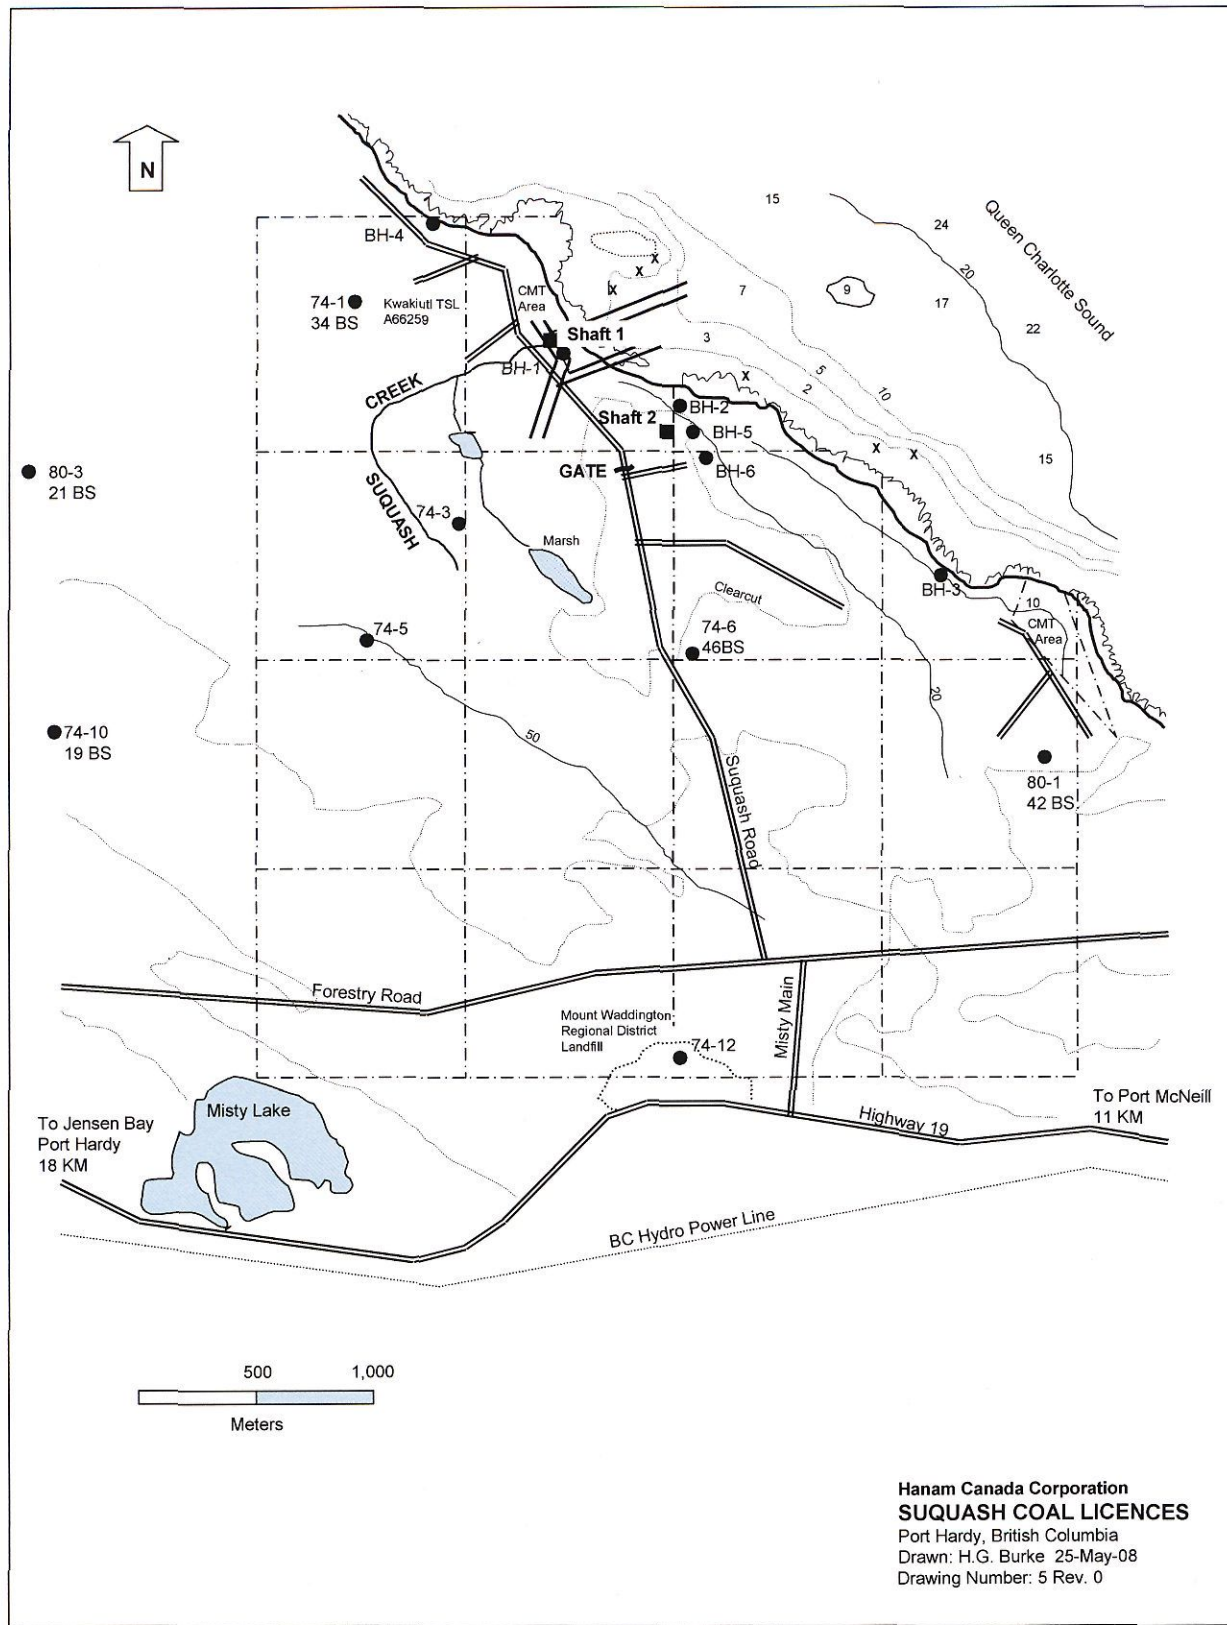 N
15
24
Queen Charlotte Sound
20
BH-4
x
x
x
7
9
17
22
74-1
34 BS
Kwakiutl TSL
A66259
CMT
Area
Shaft 1
3
5
10
BH-1
x
2
CREEK
BH-2
Shaft 2
BH-5
x
x
15
80-3
21 BS
GATE
BH-6
SUQUASH
74-3
Marsh
BH-3
Clearcut
10
CMT
Area
74-5
74-6
46BS
20
74-10
19 BS
50
Suquash Road
80-1
42 BS
Forestry Road
Mount Waddington
Regional District
Landfill
74-12
Misty Main
Misty Lake
To Jensen Bay
Port Hardy
18 KM
Highway 19
To Port McNeill
11 KM
BC Hydro Power Line
500
1,000
Meters
Hanam Canada Corporation
SUQUASH COAL LICENCES
Port Hardy, British Columbia
Drawn: H.G. Burke 25-May-08
Drawing Number: 5 Rev. 0